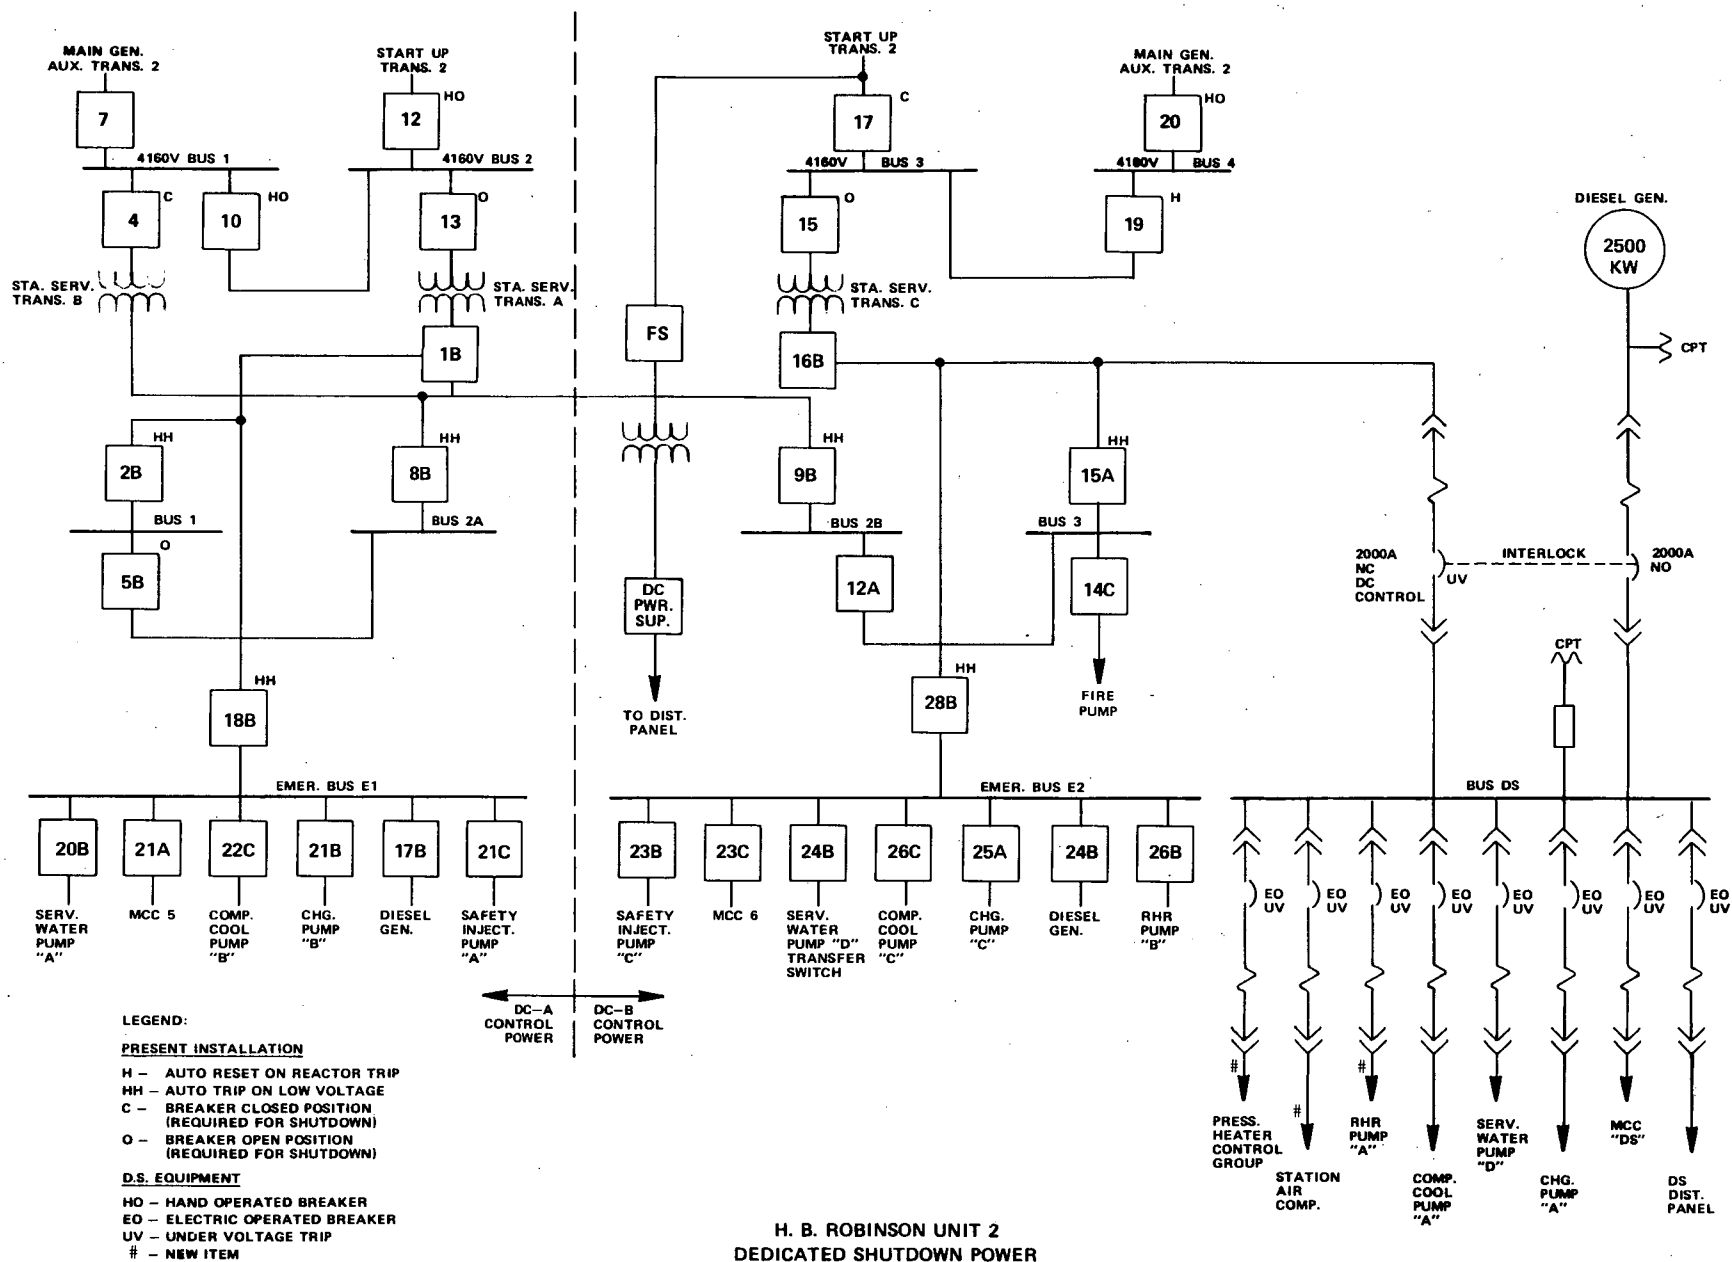 MAIN GEN.
AUX. TRANS. 2
7
START UP
TRANS. 2
12
HO
START UP
TRANS. 2
17
C
MAIN GEN.
AUX. TRANS. 2
20
HO
4160V BUS 1
4160V BUS 2
4160V BUS 3
4160V BUS 4
4
C
10
HO
13
O
15
O
19
H
DIESEL GEN.
2500
KW
STA. SERV.
TRANS. B
STA. SERV.
TRANS. A
STA. SERV.
TRANS. C
FS
1B
16B
CPT
2B
HH
8B
HH
9B
HH
15A
HH
BUS 1
BUS 2A
BUS 2B
BUS 3
5B
O
DC
PWR.
SUP.
12A
14C
2000A
NC
DC
CONTROL
UV
INTERLOCK
2000A
NO
TO DIST.
PANEL
FIRE
PUMP
CPT
18B
HH
28B
HH
EMER. BUS E1
EMER. BUS E2
BUS DS
20B
21A
22C
21B
17B
21C
23B
23C
24B
26C
25A
24B
26B
EO
UV
EO
UV
EO
UV
EO
UV
EO
UV
EO
UV
EO
UV
EO
UV
SERV.
WATER
PUMP
"A"
MCC 5
COMP.
COOL
PUMP
"B"
CHG.
PUMP
"B"
DIESEL
GEN.
SAFETY
INJECT.
PUMP
"A"
SAFETY
INJECT.
PUMP
"C"
MCC 6
SERV.
WATER
PUMP "D"
TRANSFER
SWITCH
COMP.
COOL
PUMP
"C"
CHG.
PUMP
"C"
DIESEL
GEN.
RHR
PUMP
"B"
DC–A
CONTROL
POWER
DC–B
CONTROL
POWER
#
PRESS.
HEATER
CONTROL
GROUP
#
STATION
AIR
COMP.
#
RHR
PUMP
"A"
COMP.
COOL
PUMP
"A"
SERV.
WATER
PUMP
"D"
CHG.
PUMP
"A"
MCC
"DS"
DS
DIST.
PANEL
LEGEND:
PRESENT INSTALLATION
H – AUTO RESET ON REACTOR TRIP
HH – AUTO TRIP ON LOW VOLTAGE
C – BREAKER CLOSED POSITION
(REQUIRED FOR SHUTDOWN)
O – BREAKER OPEN POSITION
(REQUIRED FOR SHUTDOWN)
D.S. EQUIPMENT
HO – HAND OPERATED BREAKER
EO – ELECTRIC OPERATED BREAKER
UV – UNDER VOLTAGE TRIP
# – NEW ITEM
H. B. ROBINSON UNIT 2
DEDICATED SHUTDOWN POWER